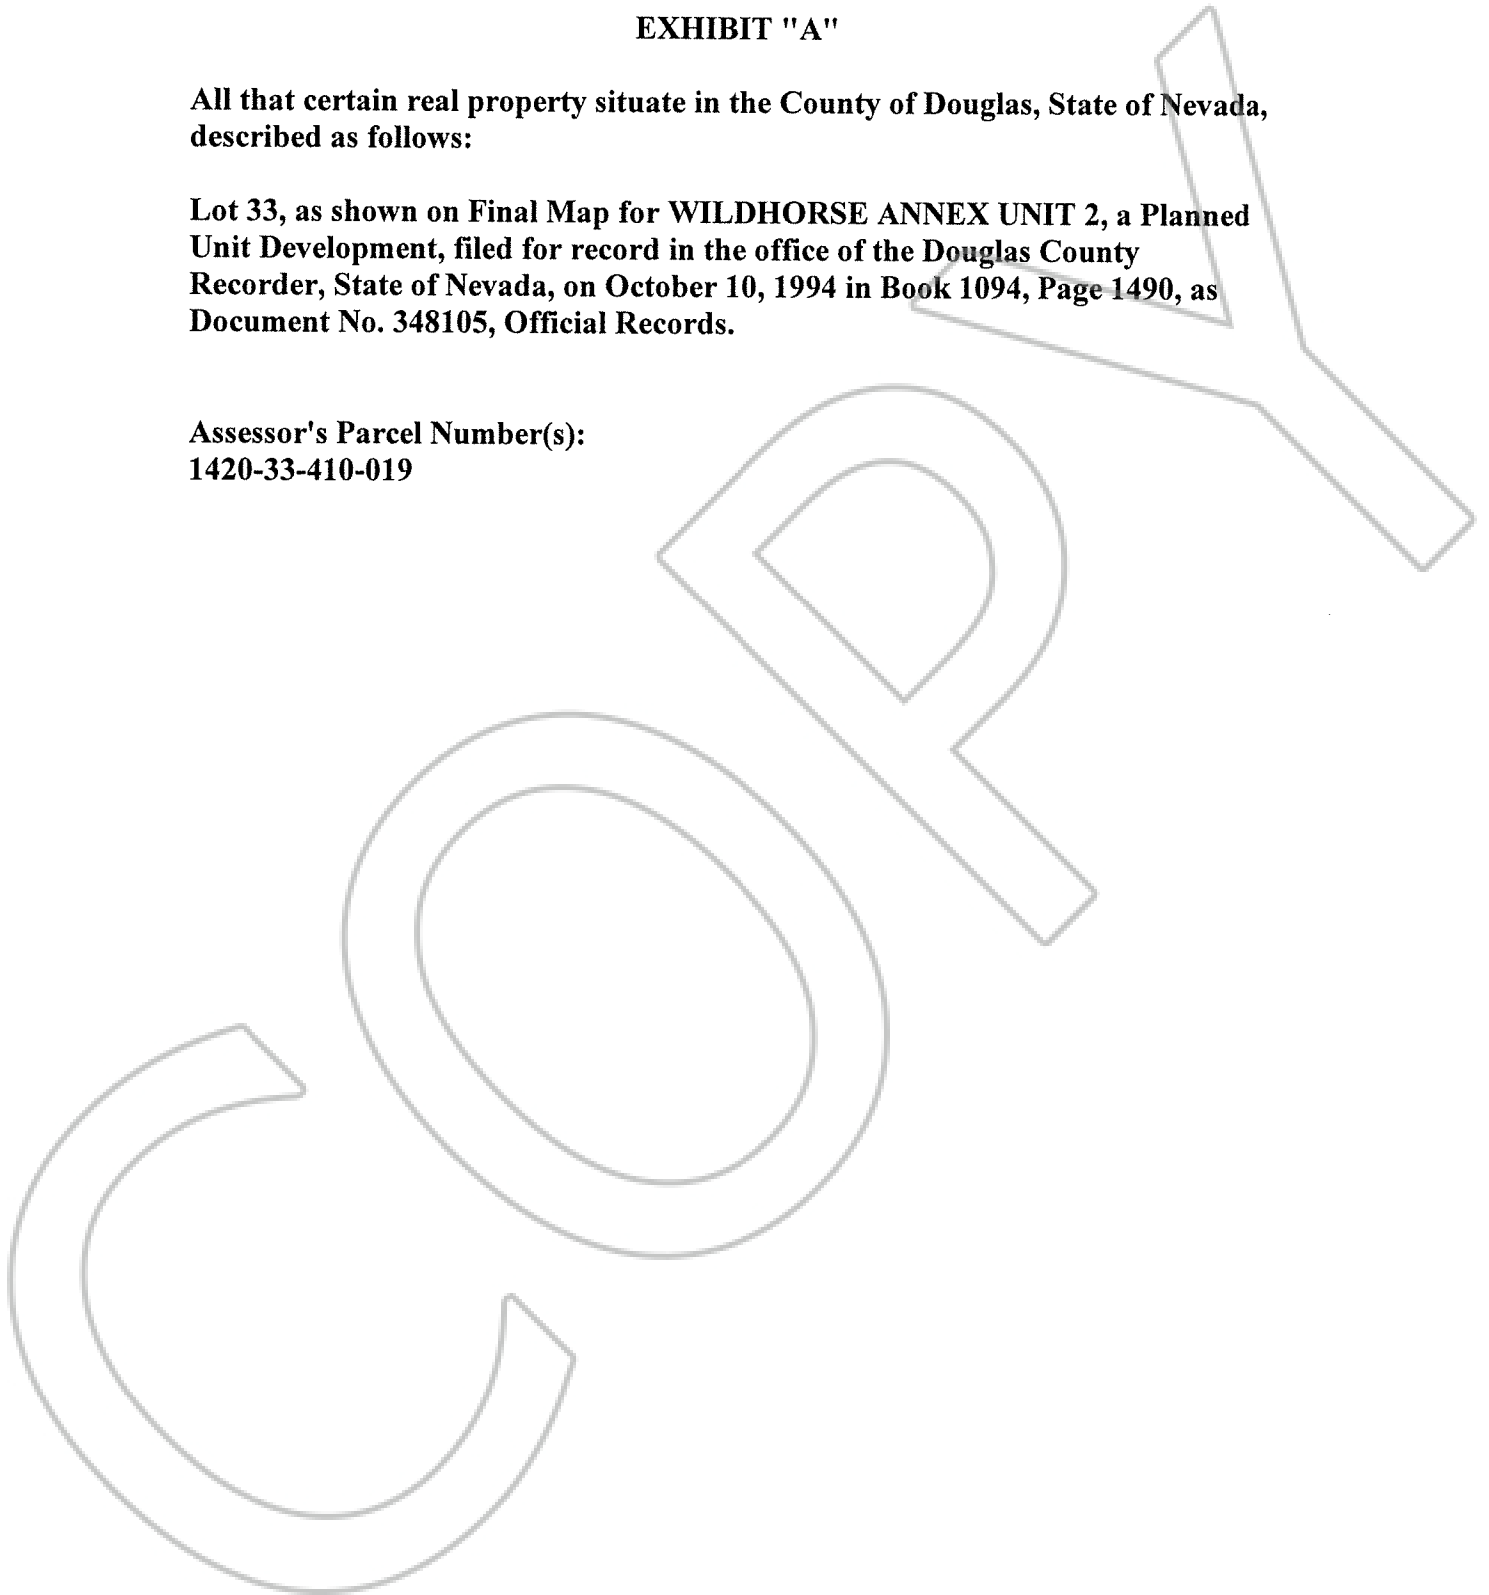 EXHIBIT "A"
All that certain real property situate in the County of Douglas, State of Nevada,
described as follows:
Lot 33, as shown on Final Map for WILDHORSE ANNEX UNIT 2, a Planned
Unit Development, filed for record in the office of the Douglas County
Recorder, State of Nevada, on October 10, 1994 in Book 1094, Page 1490, as
Document No. 348105, Official Records.
Assessor's Parcel Number(s):
1420-33-410-019
COPY